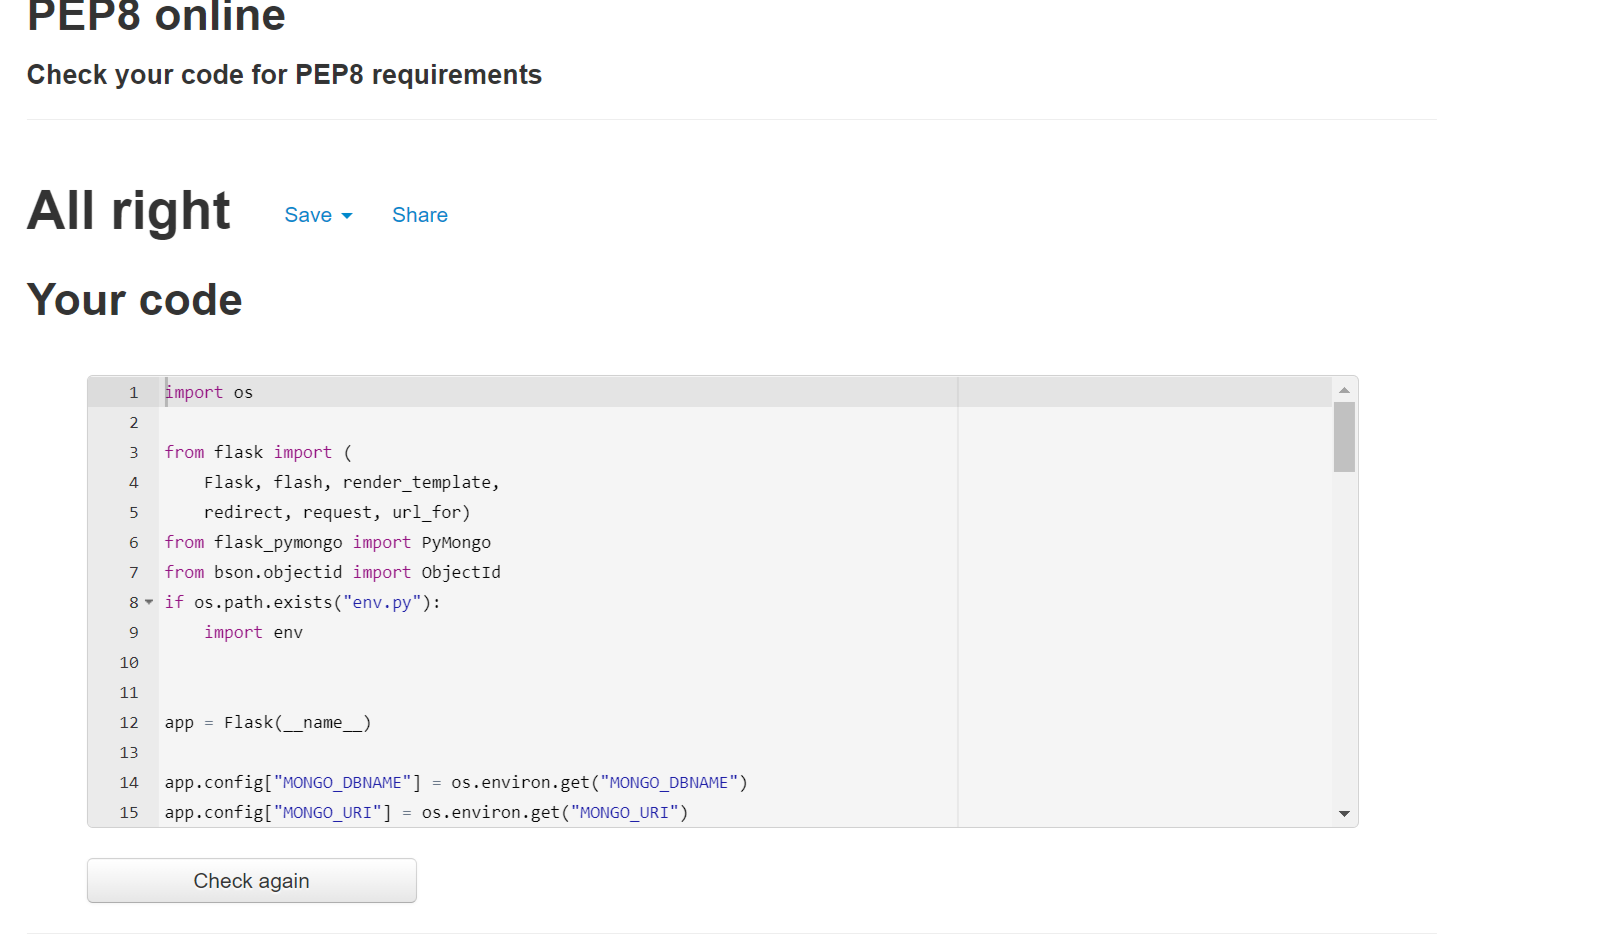 PEP8 online
Check your code for PEP8 requirements
All right Save Share
Your code
1 import os
2
3 from flask import (
4     Flask, flash, render_template,
5     redirect, request, url_for)
6 from flask_pymongo import PyMongo
7 from bson.objectid import ObjectId
8 if os.path.exists("env.py"):
9     import env
10
11
12 app = Flask(__name__)
13
14 app.config["MONGO_DBNAME"] = os.environ.get("MONGO_DBNAME")
15 app.config["MONGO_URI"] = os.environ.get("MONGO_URI")
Check again